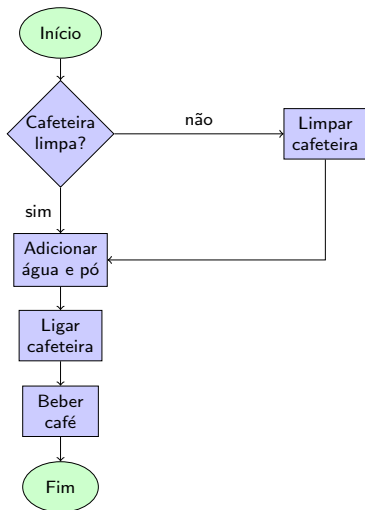 Início
Cafeteira
limpa?
não
Limpar
cafeteira
sim
Adicionar
água e pó
Ligar
cafeteira
Beber
café
Fim